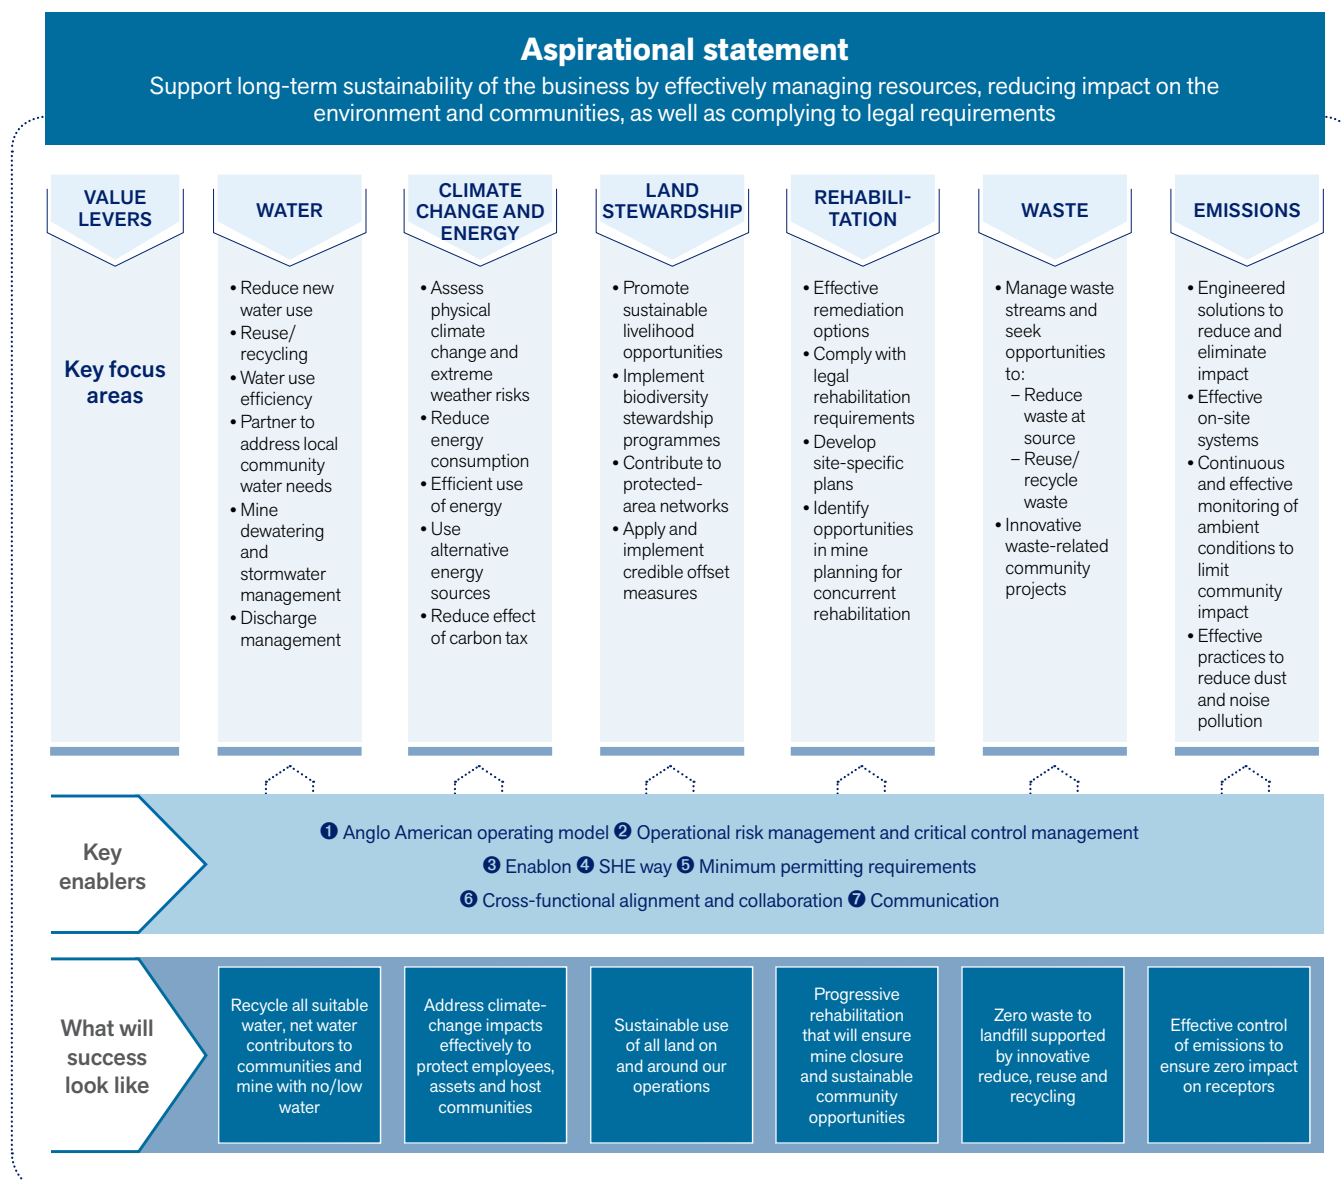 Aspirational statement
Support long-term sustainability of the business by effectively managing resources, reducing impact on the
environment and communities, as well as complying to legal requirements
VALUE
LEVERS
WATER
CLIMATE
CHANGE AND
ENERGY
LAND
STEWARDSHIP
REHABILI-
TATION
WASTE
EMISSIONS
Key focus
areas
• Reduce new
water use
• Reuse/
recycling
• Water use
efficiency
• Partner to
address local
community
water needs
• Mine
dewatering
and
stormwater
management
• Discharge
management
• Assess
physical
climate
change and
extreme
weather risks
• Reduce
energy
consumption
• Efficient use
of energy
• Use
alternative
energy
sources
• Reduce effect
of carbon tax
• Promote
sustainable
livelihood
opportunities
• Implement
biodiversity
stewardship
programmes
• Contribute to
protected-
area networks
• Apply and
implement
credible offset
measures
• Effective
remediation
options
• Comply with
legal
rehabilitation
requirements
• Develop
site-specific
plans
• Identify
opportunities
in mine
planning for
concurrent
rehabilitation
• Manage waste
streams and
seek
opportunities
to:
– Reduce
waste at
source
– Reuse/
recycle
waste
• Innovative
waste-related
community
projects
• Engineered
solutions to
reduce and
eliminate
impact
• Effective
on-site
systems
• Continuous
and effective
monitoring of
ambient
conditions to
limit
community
impact
• Effective
practices to
reduce dust
and noise
pollution
Key
enablers
❶ Anglo American operating model ❷ Operational risk management and critical control management
❸ Enablon ❹ SHE way ❺ Minimum permitting requirements
❻ Cross-functional alignment and collaboration ❼ Communication
What will
success
look like
Recycle all suitable
water, net water
contributors to
communities and
mine with no/low
water
Address climate-
change impacts
effectively to
protect employees,
assets and host
communities
Sustainable use
of all land on
and around our
operations
Progressive
rehabilitation
that will ensure
mine closure
and sustainable
community
opportunities
Zero waste to
landfill supported
by innovative
reduce, reuse and
recycling
Effective control
of emissions to
ensure zero impact
on receptors